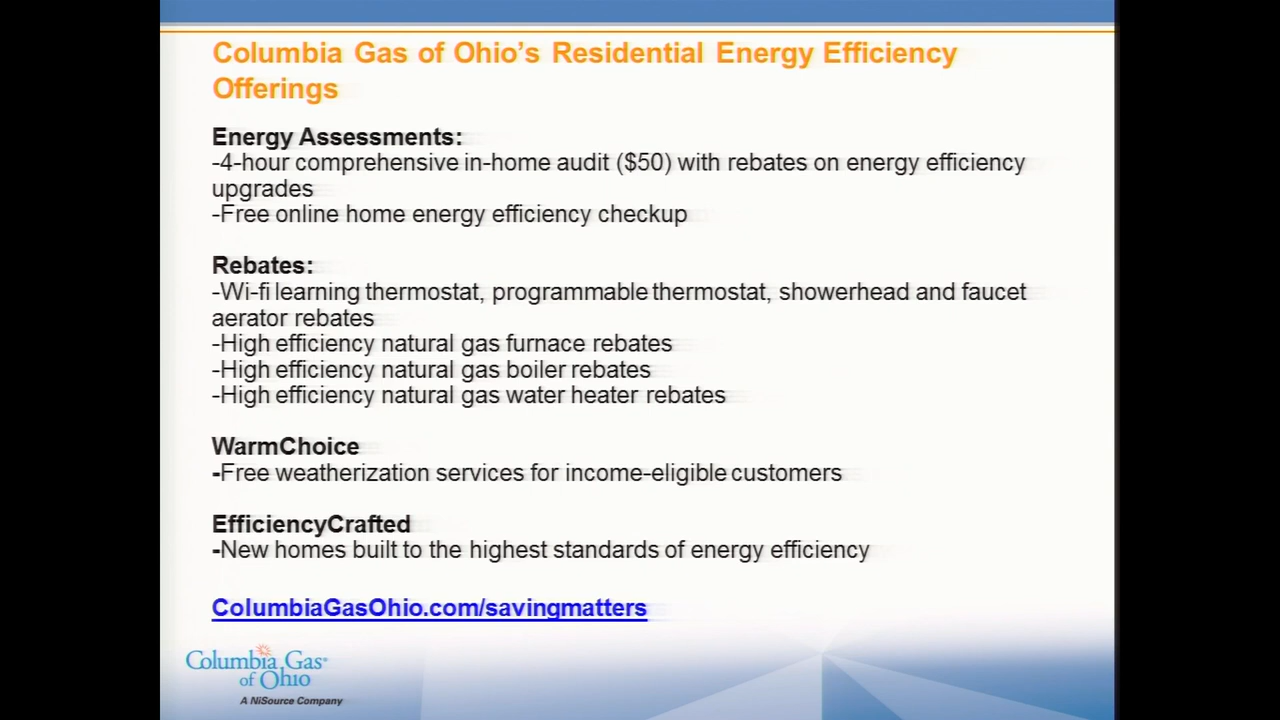 Columbia Gas of Ohio’s Residential Energy Efficiency
Offerings
Energy Assessments:
-4-hour comprehensive in-home audit ($50) with rebates on energy efficiency
upgrades
-Free online home energy efficiency checkup
Rebates:
-Wi-fi learning thermostat, programmable thermostat, showerhead and faucet
aerator rebates
-High efficiency natural gas furnace rebates
-High efficiency natural gas boiler rebates
-High efficiency natural gas water heater rebates
WarmChoice
-Free weatherization services for income-eligible customers
EfficiencyCrafted
-New homes built to the highest standards of energy efficiency
ColumbiaGasOhio.com/savingmatters
Columbia Gas®
of Ohio
A NiSource Company